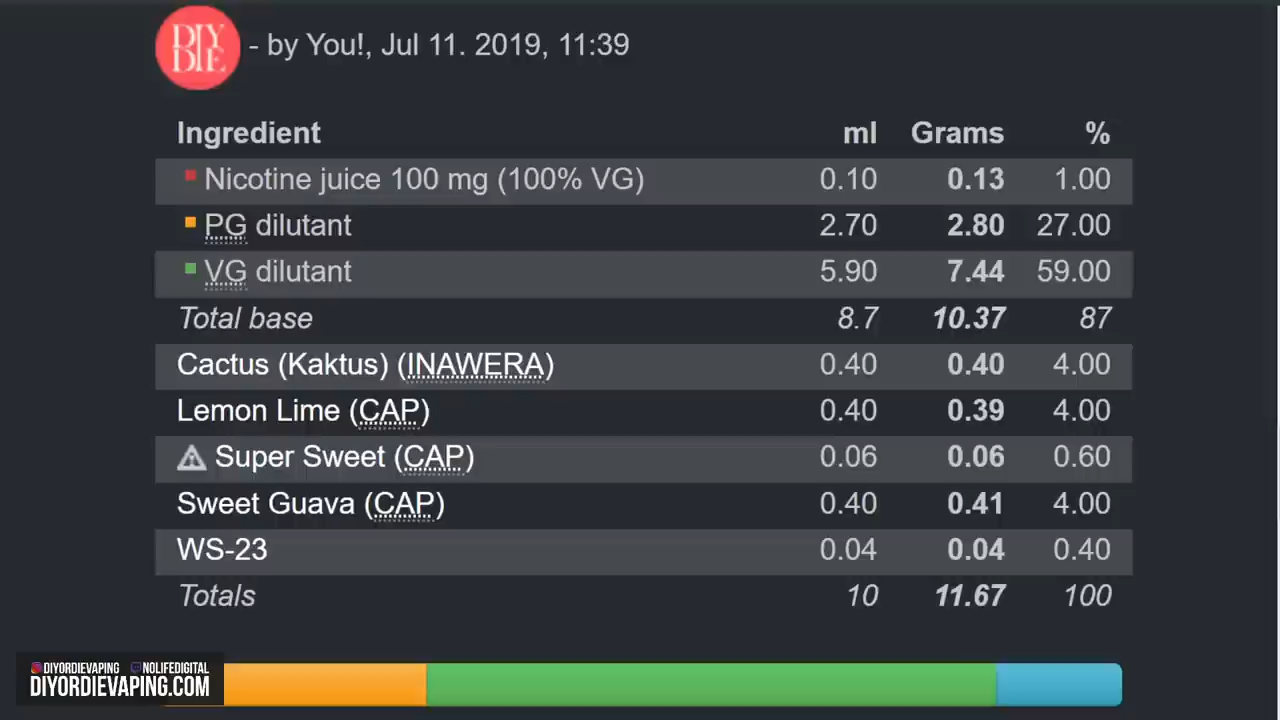 DIY
DIE
- by You!, Jul 11. 2019, 11:39
Ingredient ml Grams %
Nicotine juice 100 mg (100% VG) 0.10 0.13 1.00
PG dilutant 2.70 2.80 27.00
VG dilutant 5.90 7.44 59.00
Total base 8.7 10.37 87
Cactus (Kaktus) (INAWERA) 0.40 0.40 4.00
Lemon Lime (CAP) 0.40 0.39 4.00
Super Sweet (CAP) 0.06 0.06 0.60
Sweet Guava (CAP) 0.40 0.41 4.00
WS-23 0.04 0.04 0.40
Totals 10 11.67 100
DIYORDIEVAPING NOLIFEDIGITAL
DIYORDIEVAPING.COM